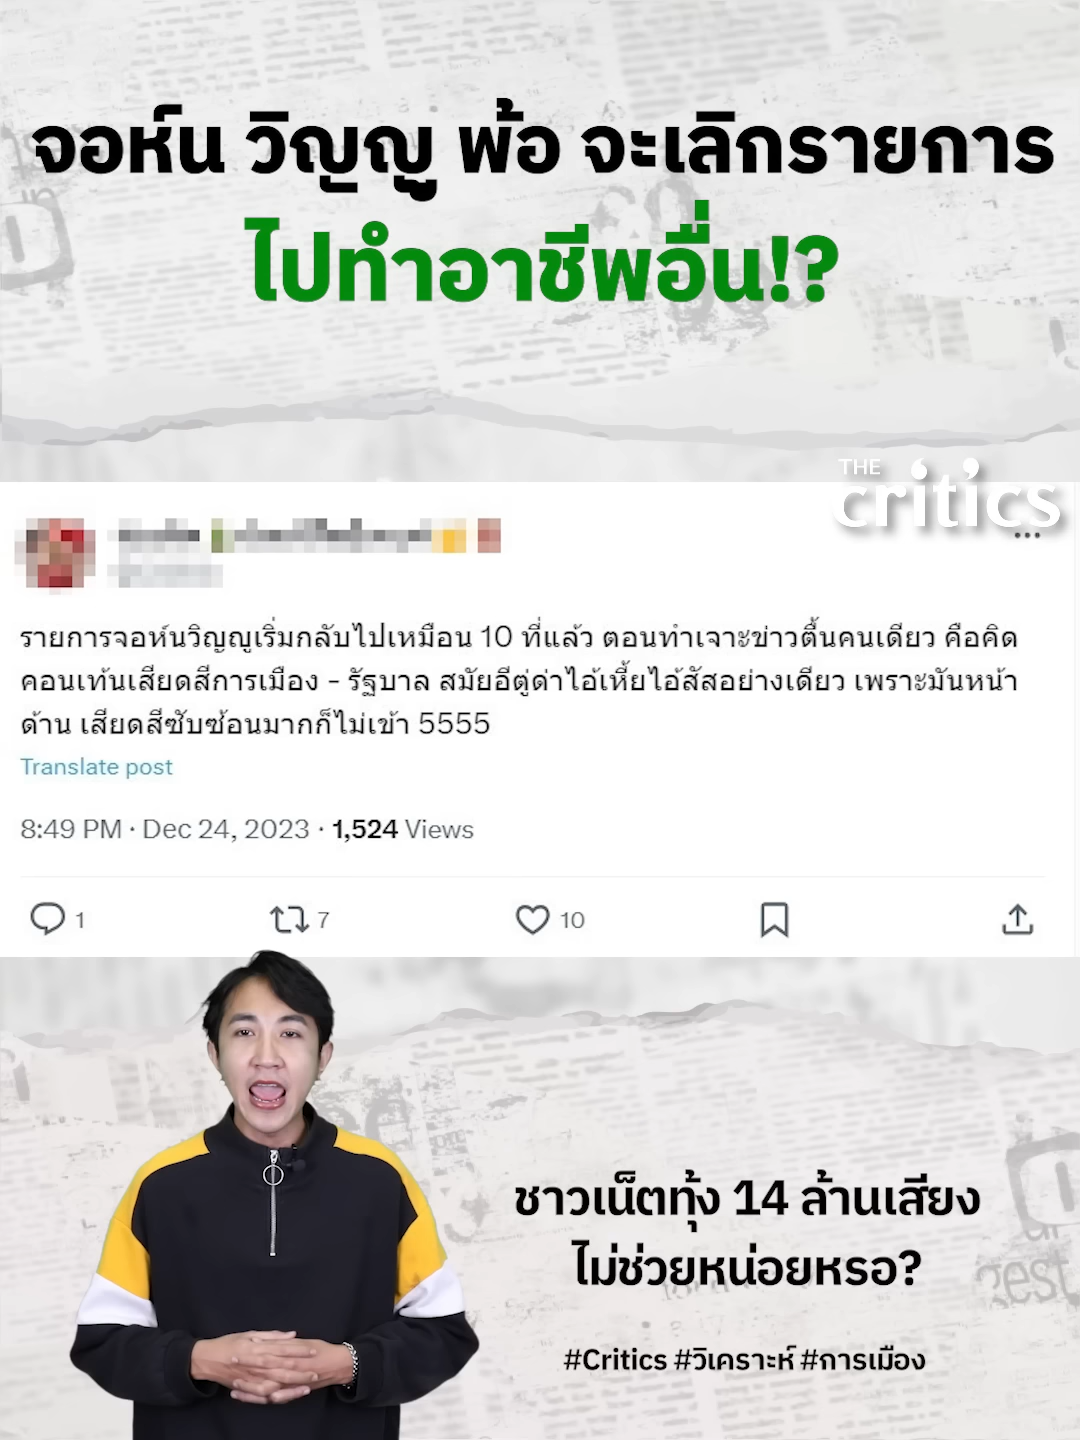 จอห์น วิญญู พ้อ จะเลิกรายการ
ไปทำอาชีพอื่น!?
THE
critics
รายการจอห์นวิญญูเริ่มกลับไปเหมือน 10 ที่แล้ว ตอนทำเจาะข่าวตื้นคนเดียว คือคิด
คอนเท้นเสียดสีการเมือง - รัฐบาล สมัยอีตู่ด่าไอ้เหี้ยไอ้สัสอย่างเดียว เพราะมันหน้า
ด้าน เสียดสีซับซ้อนมากก็ไม่เข้า 5555
Translate post
8:49 PM · Dec 24, 2023 · 1,524 Views
1 7 10
ชาวเน็ตทุ้ง 14 ล้านเสียง
ไม่ช่วยหน่อยหรอ?
#Critics #วิเคราะห์ #การเมือง